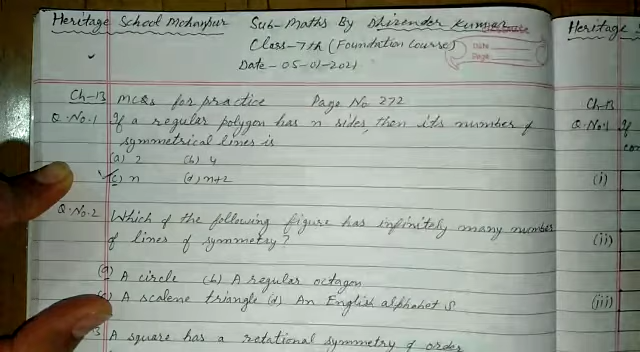 Heritage School Mohanpur Sub-Maths By Dhirender Kumar
Class-7th (Foundation Course)
Date
Page
Date-05-01-2021
Ch-13 MCQs for practice Page No 272
Q.No.1 If a regular polygon has n sides, then its number of
symmetrical lines is
(a) 2 (b) 4
(c) n (d) n+2
Q.No.2 Which of the following figure has infinitely many number
of lines of symmetry?
(a) A circle (b) A regular octagon
A scalene triangle (d) An English alphabet S
3 A square has a rotational symmetry of order
Heritage S
Ch-13
Q.No.1 If
(i)
(ii)
(iii)